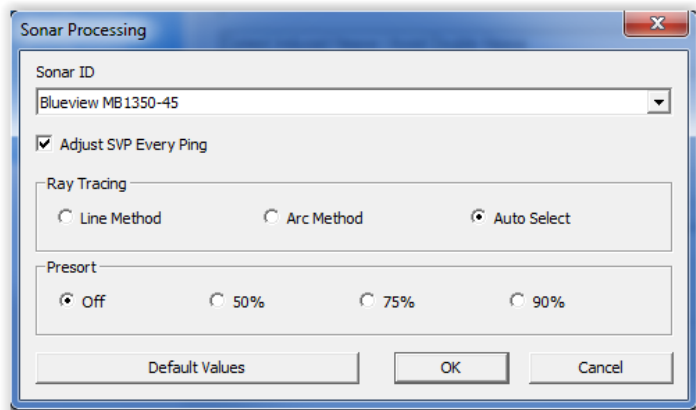 Sonar Processing
Sonar ID
Blueview MB1350-45
Adjust SVP Every Ping
Ray Tracing
Line Method Arc Method Auto Select
Presort
Off 50% 75% 90%
Default Values OK Cancel